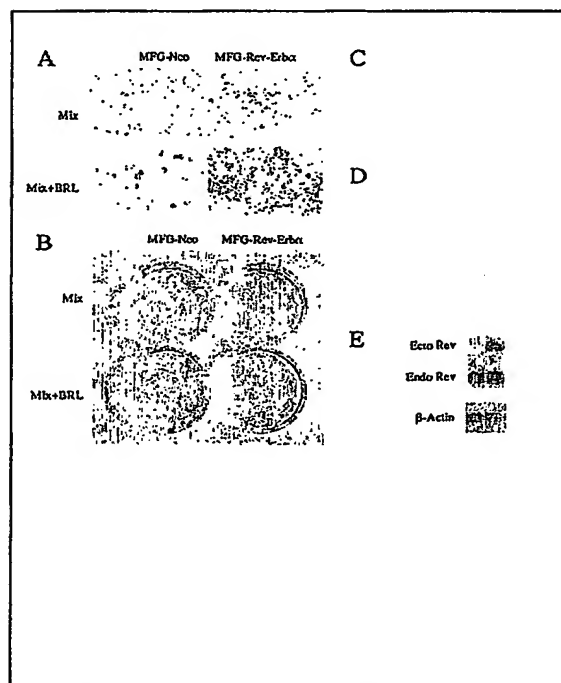 A MFG-Neo MFG-Rev-Erbα C
Mix
Mix+BRL D
B MFG-Neo MFG-Rev-Erbα
Mix
E
Ecto Rev
Endo Rev
Mix+BRL
β-Actin